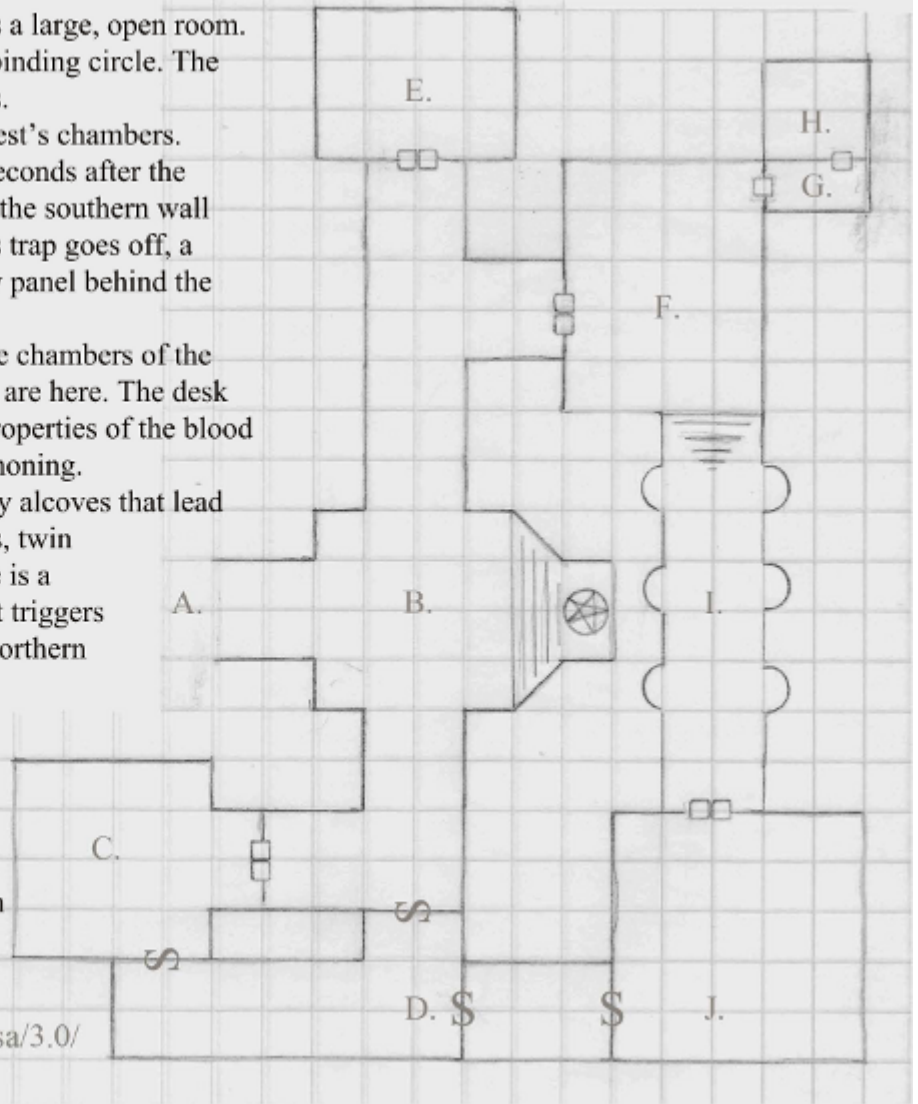 s a large, open room.
binding circle. The
s.
est's chambers.
econds after the
the southern wall
s trap goes off, a
y panel behind the
e chambers of the
are here. The desk
roperties of the blood
noning.
y alcoves that lead
s, twin
c is a
t triggers
orthern
n
sa/3.0/
E.
H.
G.
F.
A.
B.
I.
C.
S
S
D.
S
S
J.